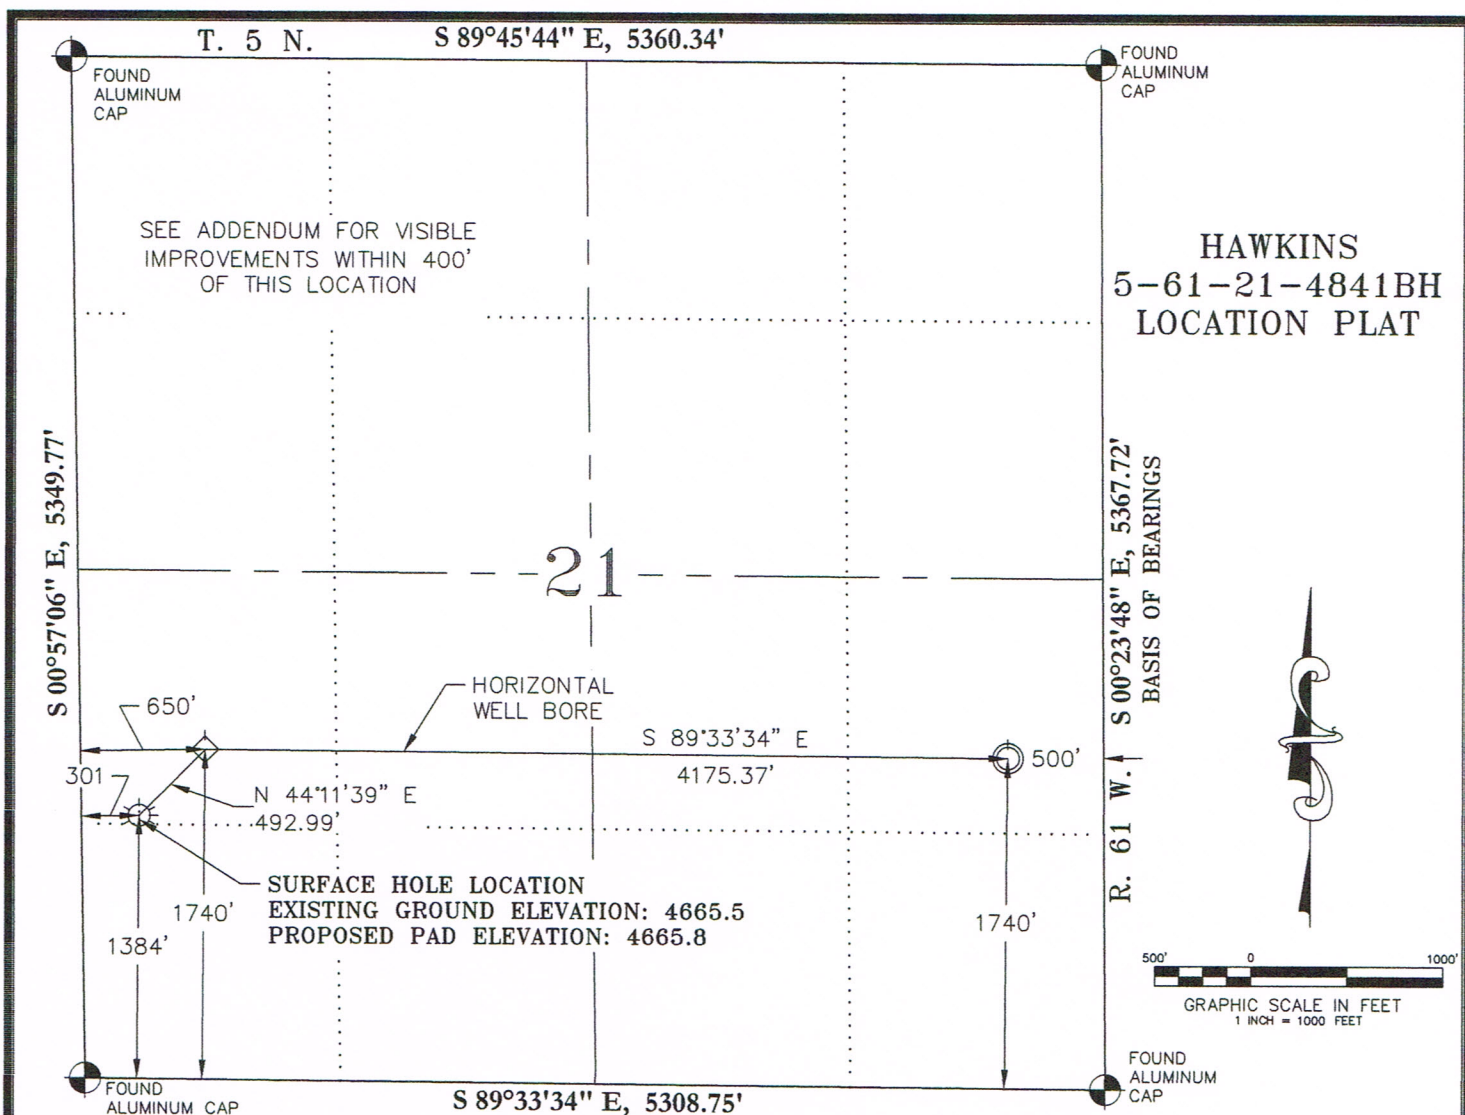 T. 5 N.
S 89°45'44" E, 5360.34'
FOUND
ALUMINUM
CAP
FOUND
ALUMINUM
CAP
SEE ADDENDUM FOR VISIBLE
IMPROVEMENTS WITHIN 400'
OF THIS LOCATION
HAWKINS
5-61-21-4841BH
LOCATION PLAT
S 00°57'06" E, 5349.77'
S 00°23'48" E, 5367.72'
BASIS OF BEARINGS
21
HORIZONTAL
WELL BORE
650'
S 89°33'34" E
4175.37'
500'
301
N 44°11'39" E
492.99'
R. 61 W.
SURFACE HOLE LOCATION
EXISTING GROUND ELEVATION: 4665.5
PROPOSED PAD ELEVATION: 4665.8
1740'
1384'
1740'
500' 0 1000'
GRAPHIC SCALE IN FEET
1 INCH = 1000 FEET
FOUND
ALUMINUM CAP
S 89°33'34" E, 5308.75'
FOUND
ALUMINUM
CAP